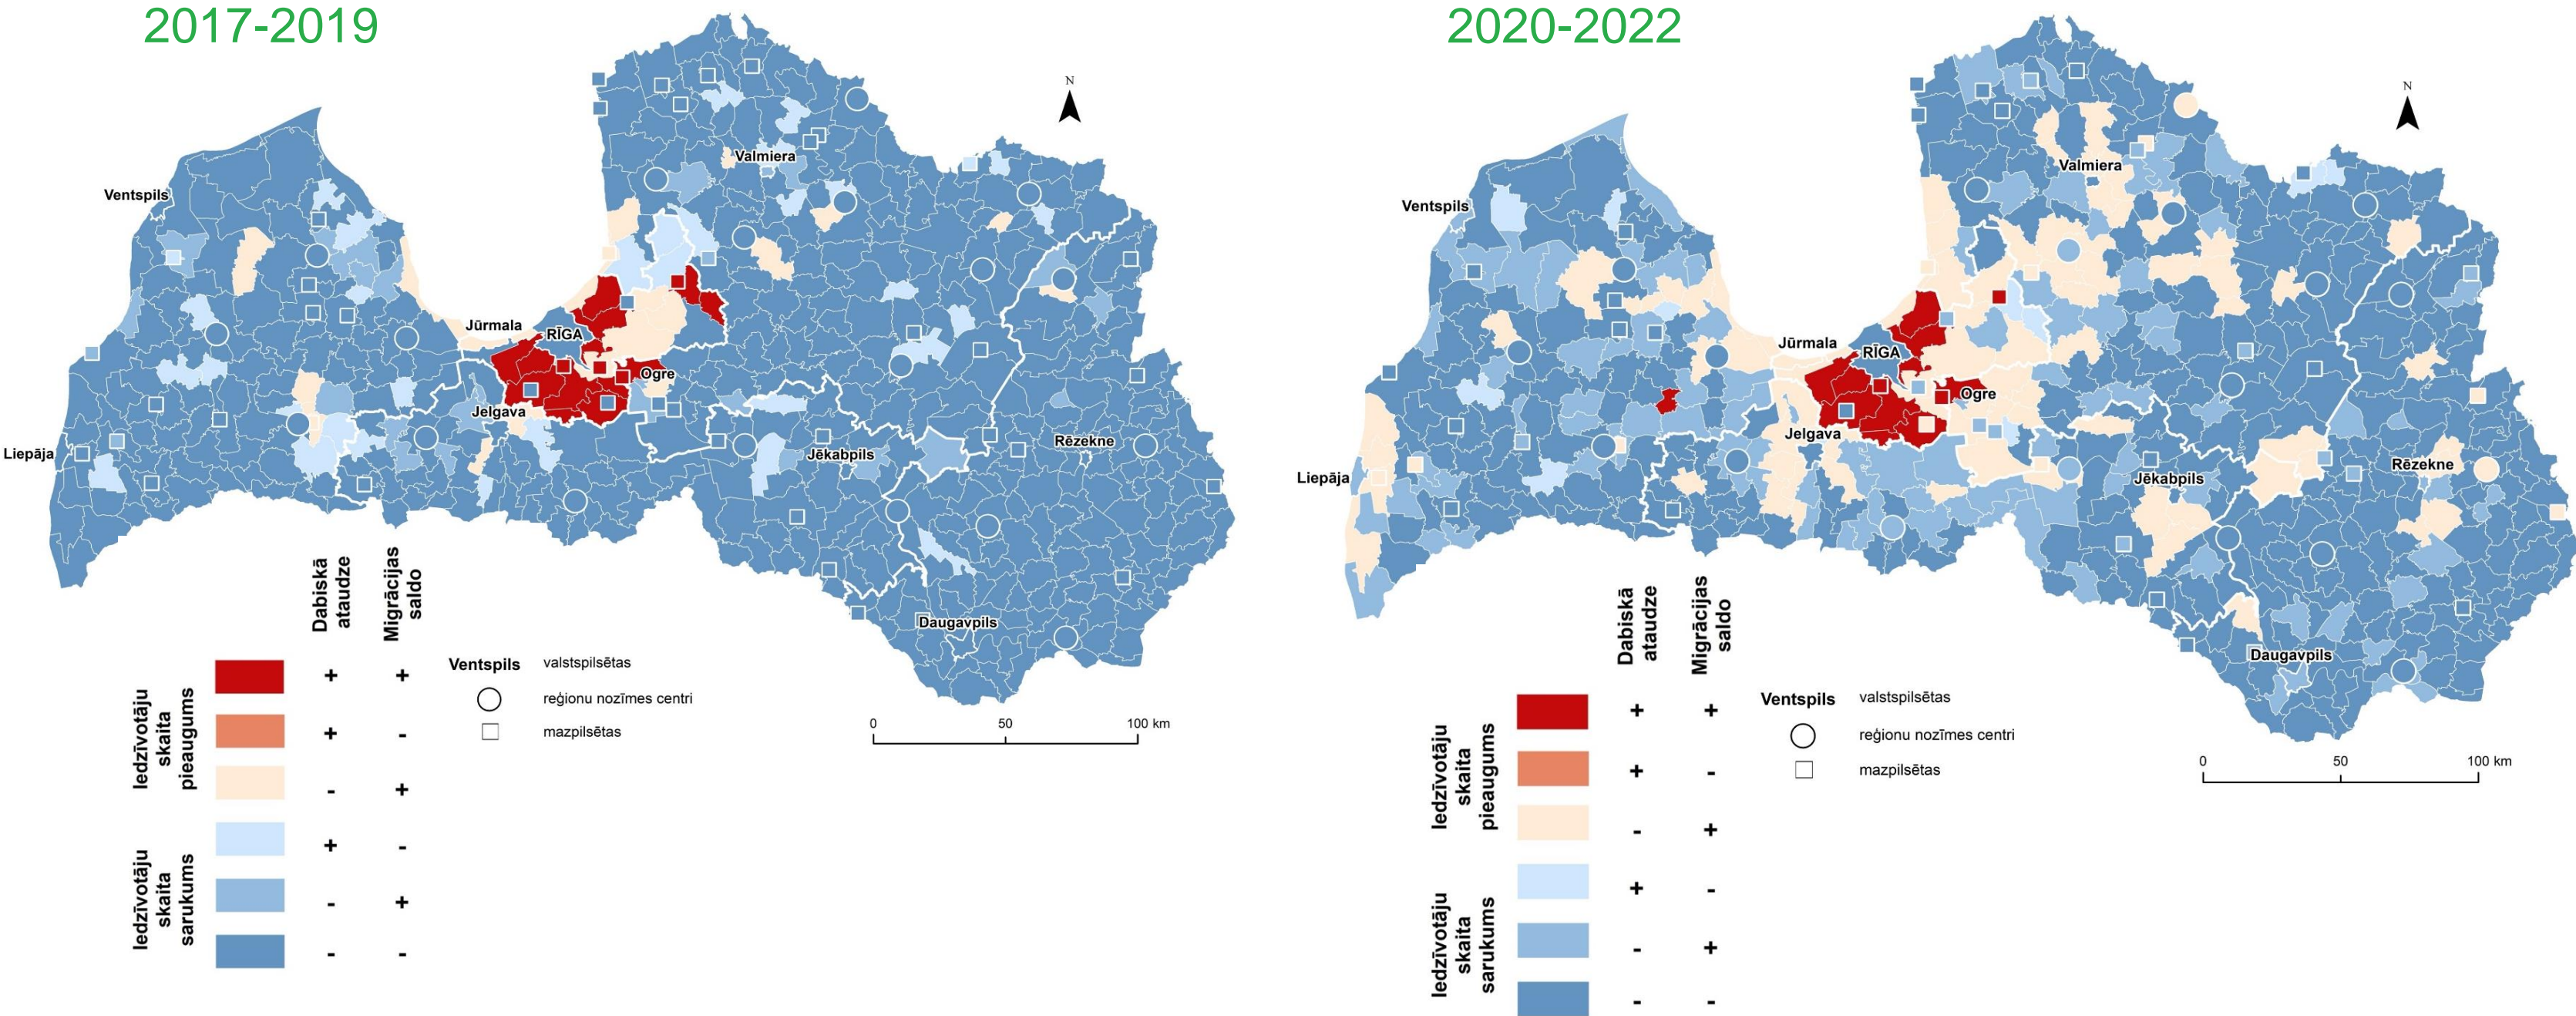 2017-2019
N
Valmiera
Ventspils
Jūrmala
RĪGA
Ogre
Jelgava
Liepāja
Rēzekne
Jēkabpils
Daugavpils
Dabiskā
ataudze
Migrācijas
saldo
Iedzīvotāju
skaita
pieaugums
+ +
+ -
- +
Iedzīvotāju
skaita
sarukums
+ -
- +
- -
Ventspils valstspilsētas
reģionu nozīmes centri
mazpilsētas
0 50 100 km
2020-2022
N
Valmiera
Ventspils
Jūrmala
RĪGA
Ogre
Jelgava
Liepāja
Rēzekne
Jēkabpils
Daugavpils
Dabiskā
ataudze
Migrācijas
saldo
Iedzīvotāju
skaita
pieaugums
+ +
+ -
- +
Iedzīvotāju
skaita
sarukums
+ -
- +
- -
Ventspils valstspilsētas
reģionu nozīmes centri
mazpilsētas
0 50 100 km